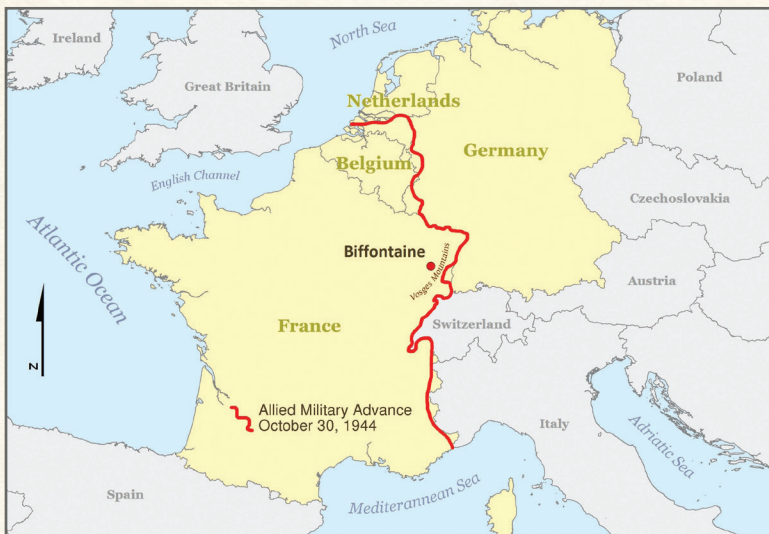 North Sea
Ireland
Great Britain
Netherlands
Poland
Belgium
Germany
English Channel
Czechoslovakia
Atlantic Ocean
Biffontaine
Vosges Mountains
Austria
Switzerland
France
N
Allied Military Advance
October 30, 1944
Italy
Adriatic Sea
Spain
Mediterannean Sea